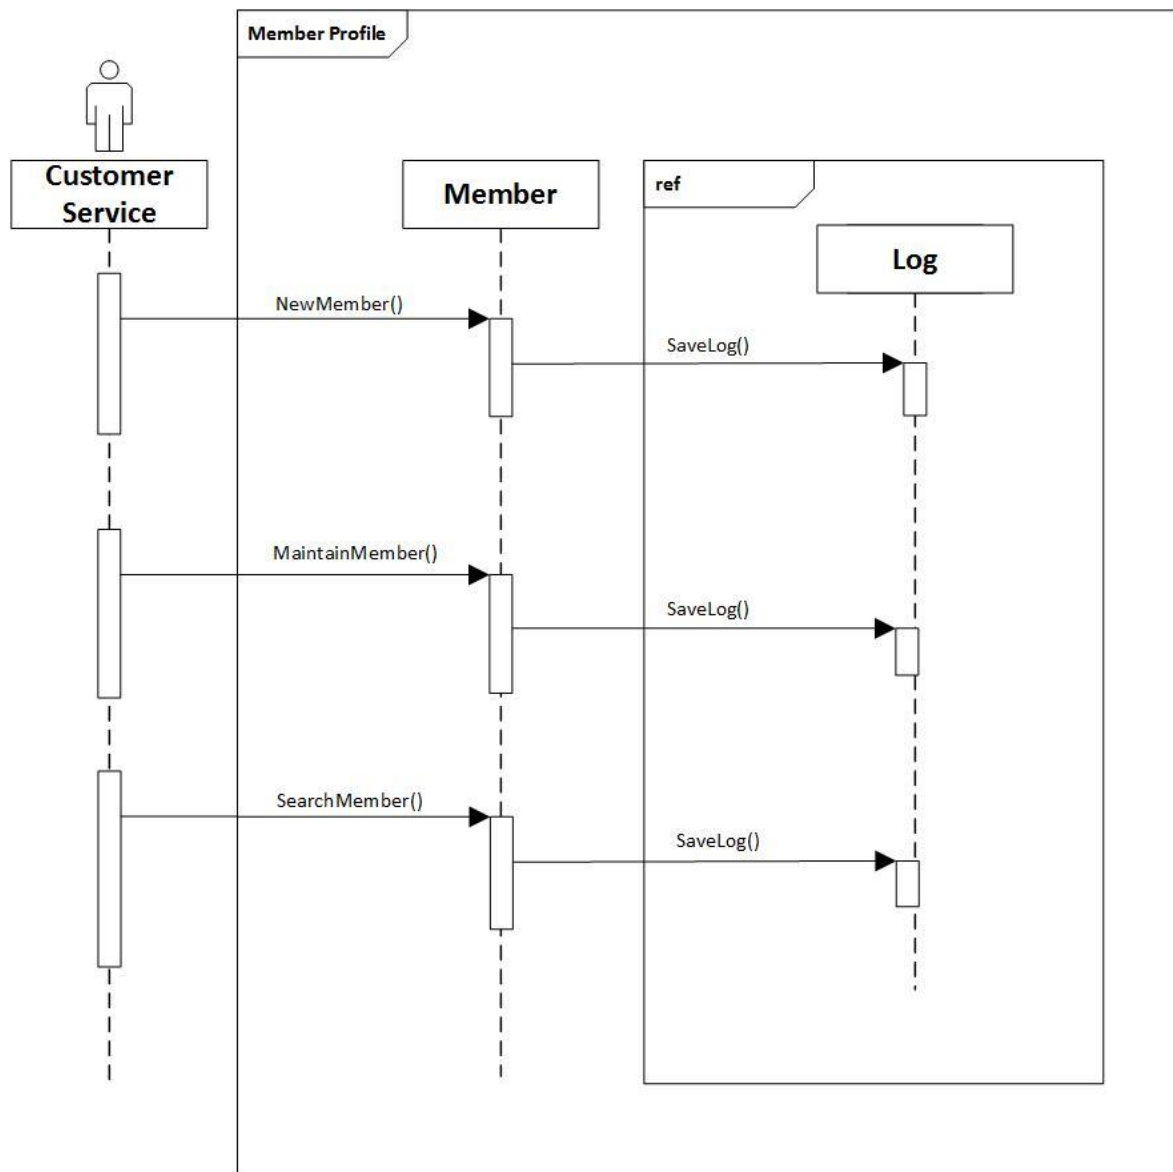 Member Profile
Customer
Service
Member
ref
Log
NewMember()
SaveLog()
MaintainMember()
SaveLog()
SearchMember()
SaveLog()